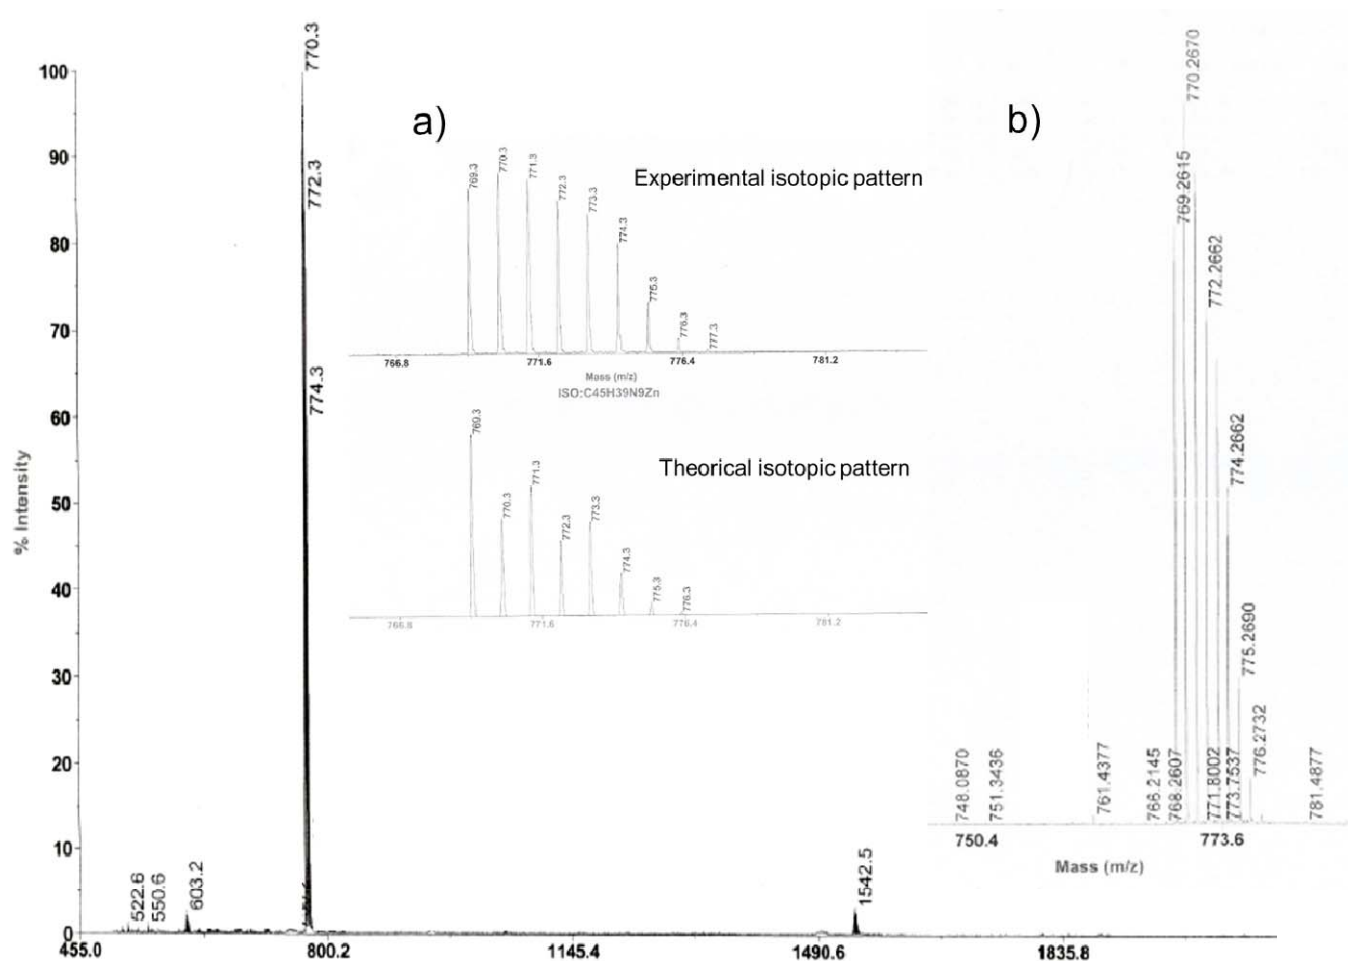 770.3
772.3
774.3
100
90
80
70
60
50
40
30
20
10
0
% Intensity
522.6
550.6
603.2
1542.5
455.0 800.2 1145.4 1490.6 1835.8
a)
Experimental isotopic pattern
769.3 770.3 771.3 772.3 773.3 774.3 775.3 776.3 777.3
766.8 771.6 776.4 781.2
Mass (m/z)
ISO:C45H39N9Zn
Theorical isotopic pattern
769.3 770.3 771.3 772.3 773.3 774.3 775.3 776.3
766.8 771.6 776.4 781.2
b)
748.0870
751.3436
761.4377
766.2145
768.2607
769.2615
770.2670
771.8002
772.2662
773.7537
774.2662
775.2690
776.2732
781.4877
750.4 773.6
Mass (m/z)